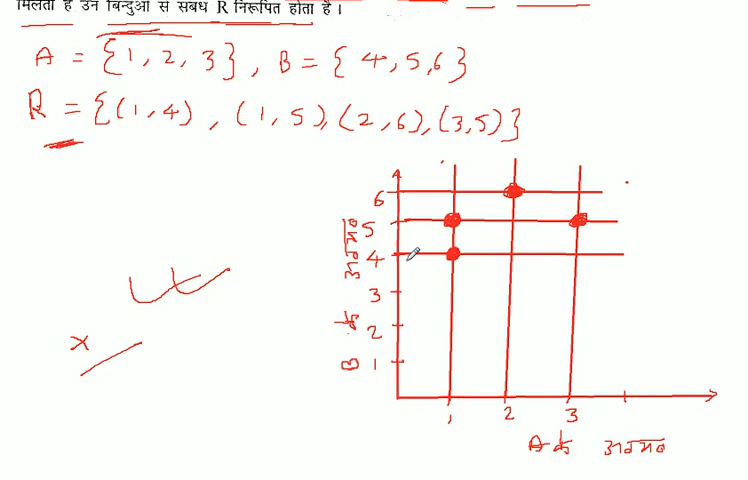 मिलता है उन बिन्दुओं से संबंध R निरूपित होता है।
A = {1, 2, 3}, B = { 4, 5, 6}
R = {(1, 4) , (1, 5), (2, 6), (3, 5)}
6
5
4
3
2
1
B के अवयव
1 2 3
A के अवयव
x